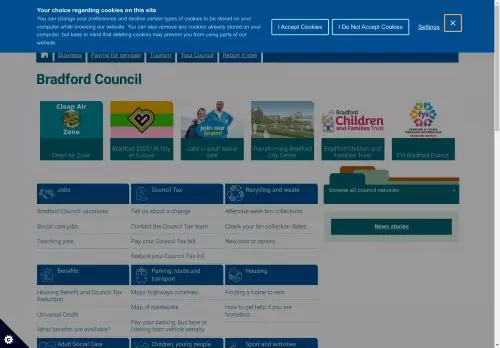 Your choice regarding cookies on this site
You can change your preferences and decline certain types of cookies to be stored on your
computer while browsing our website. You can also remove any cookies already stored on your
computer, but keep in mind that deleting cookies may prevent you from using parts of our
website.
I Accept Cookies
I Do Not Accept Cookies
Settings
Business
Paying for services
Tourism
Your Council
Report it now
Bradford Council
Clean Air
Zone
Clean Air Zone
Bradford 2025 UK City
of Culture
join our
team!
Jobs in adult social
care
Transforming Bradford
City Centre
Bradford
Children
and Families Trust
Bradford Children and
Families Trust
fyi
FYI Bradford District
Jobs
Council Tax
Recycling and waste
Browse all council services
Bradford Council vacancies
Tell us about a change
Alternate week bin collections
Social care jobs
Contact the Council Tax team
Check your bin collection dates
News stories
Teaching jobs
Pay your Council Tax bill
New bins or repairs
Reduce your Council Tax bill
Benefits
Parking, roads and
transport
Housing
Housing Benefit and Council Tax
Reduction
Major highways schemes
Finding a home to rent
Universal Credit
Map of roadworks
How to get help if you are
homeless
What benefits are available?
Pay your parking, bus lane or
littering from vehicle penalty
Adult Social Care
Children, young people
Sport and activities